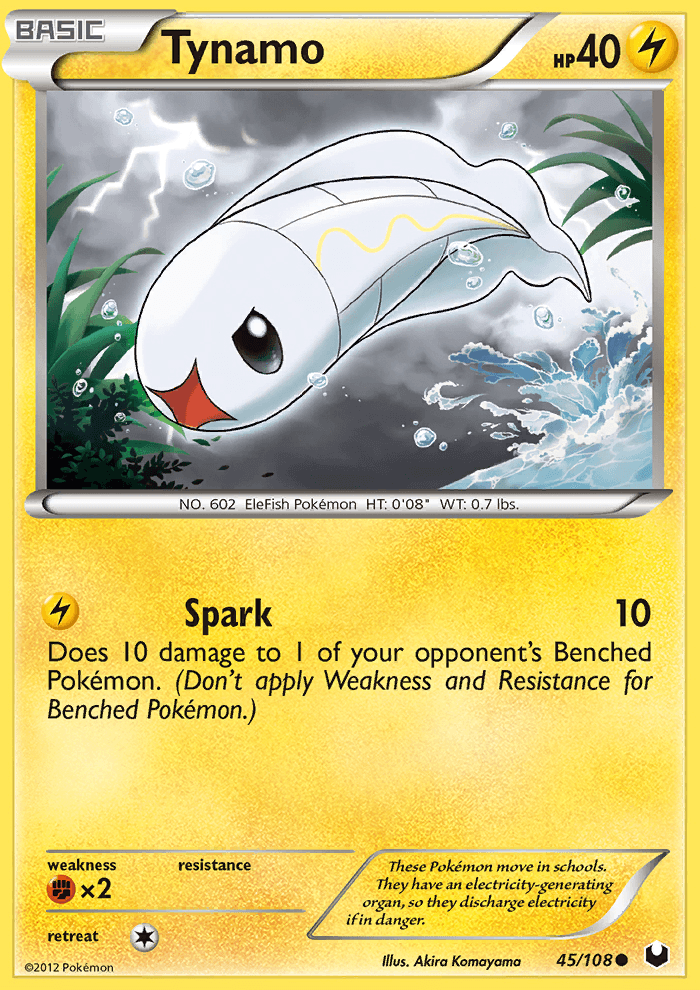 BASIC
Tynamo
HP40
NO. 602 EleFish Pokémon HT: 0'08" WT: 0.7 lbs.
Spark 10
Does 10 damage to 1 of your opponent's Benched
Pokémon. (Don't apply Weakness and Resistance for
Benched Pokémon.)
weakness resistance
×2
retreat
These Pokémon move in schools.
They have an electricity-generating
organ, so they discharge electricity
if in danger.
Illus. Akira Komayama 45/108
©2012 Pokémon